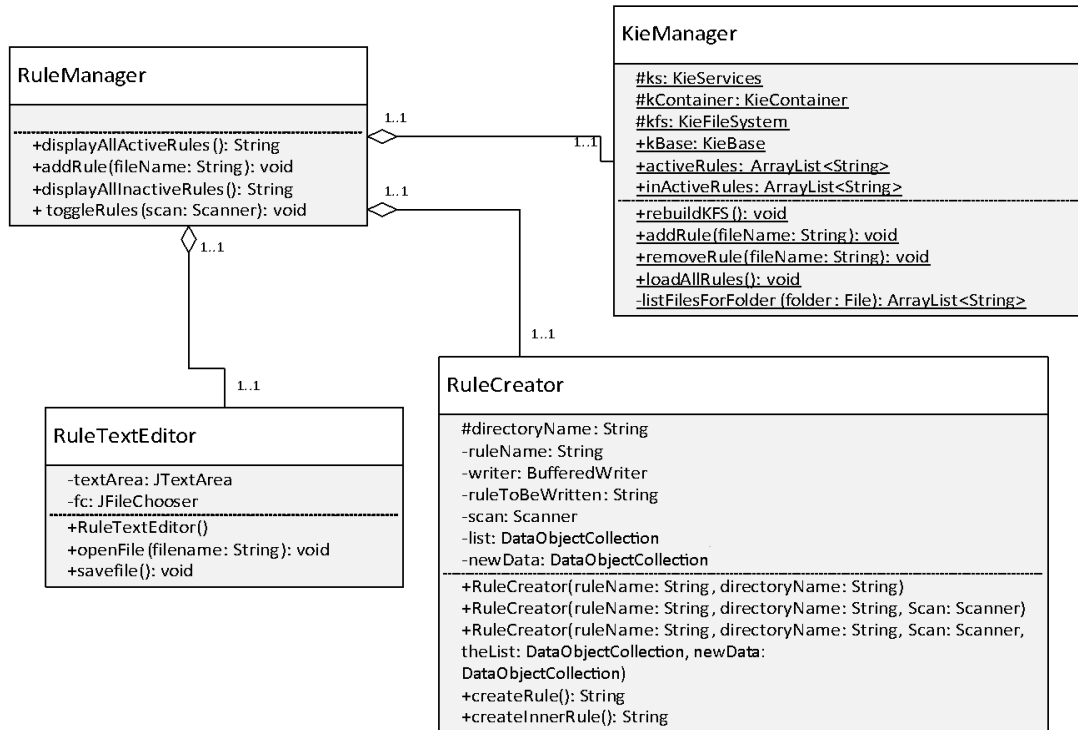 RuleManager
+displayAllActiveRules(): String
+addRule(fileName: String): void
+displayAllInactiveRules(): String
+ toggleRules(scan: Scanner): void
1..1
1..1
1..1
1..1
KieManager
#ks: KieServices
#kContainer: KieContainer
#kfs: KieFileSystem
+kBase: KieBase
+activeRules: ArrayList<String>
+inActiveRules: ArrayList<String>
+rebuildKFS(): void
+addRule(fileName: String): void
+removeRule(fileName: String): void
+loadAllRules(): void
-listFilesForFolder(folder: File): ArrayList<String>
1..1
1..1
RuleTextEditor
-textArea: JTextArea
-fc: JFileChooser
+RuleTextEditor()
+openFile(filename: String): void
+savefile(): void
RuleCreator
#directoryName: String
-ruleName: String
-writer: BufferedWriter
-ruleToBeWritten: String
-scan: Scanner
-list: DataObjectCollection
-newData: DataObjectCollection
+RuleCreator(ruleName: String, directoryName: String)
+RuleCreator(ruleName: String, directoryName: String, Scan: Scanner)
+RuleCreator(ruleName: String, directoryName: String, Scan: Scanner,
theList: DataObjectCollection, newData:
DataObjectCollection)
+createRule(): String
+createInnerRule(): String